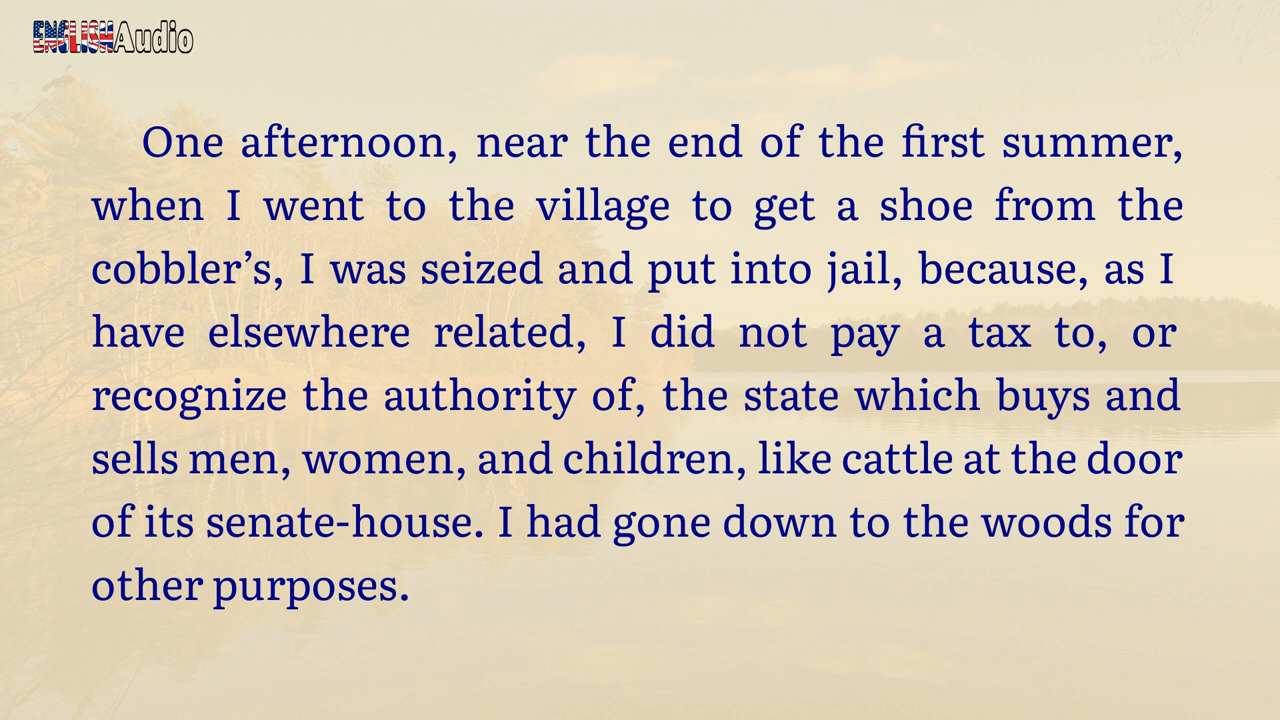 ENGLISHAudio
One afternoon, near the end of the first summer,
when I went to the village to get a shoe from the
cobbler’s, I was seized and put into jail, because, as I
have elsewhere related, I did not pay a tax to, or
recognize the authority of, the state which buys and
sells men, women, and children, like cattle at the door
of its senate-house. I had gone down to the woods for
other purposes.